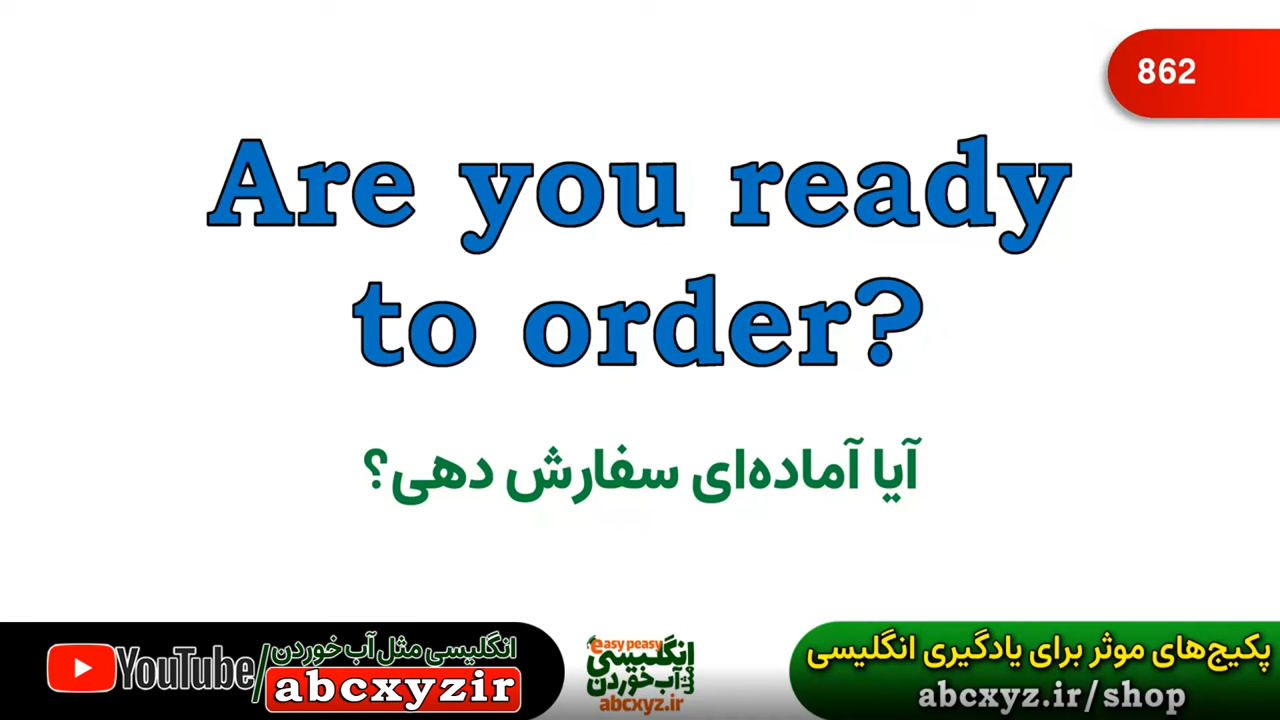 862
Are you ready
to order?
آیا آماده‌ای سفارش دهی؟
YouTube/
انگلیسی مثل آب خوردن
abcxyzir
easy peasy
انگلیسی
مثل آب خوردن
abcxyz.ir
پکیج‌های موثر برای یادگیری انگلیسی
abcxyz.ir/shop